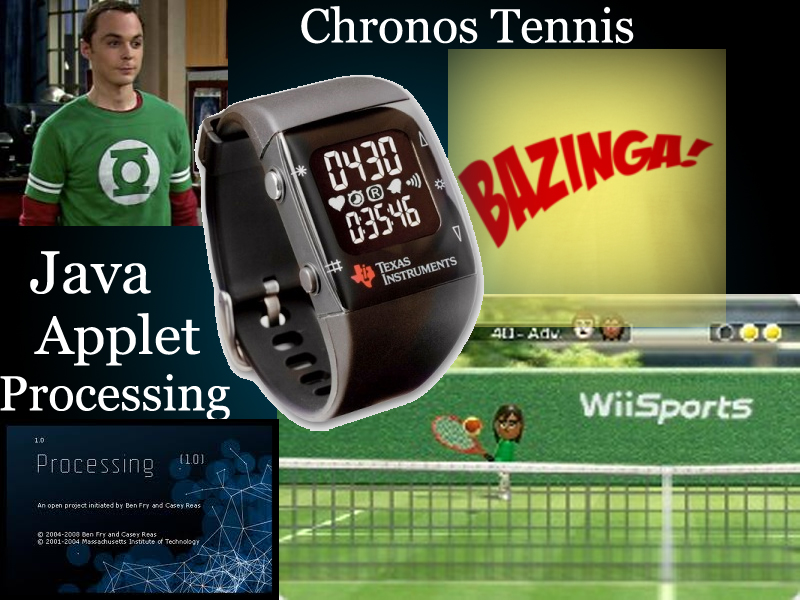 Chronos Tennis
BAZINGA!
0430
R
03:546
#
TEXAS
INSTRUMENTS
Java
Applet
Processing
40-Adv.
WiiSports
1.0
Processing (1.0)
An open project initiated by Ben Fry and Casey Reas
© 2004-2008 Ben Fry and Casey Reas
© 2001-2004 Massachusetts Institute of Technology